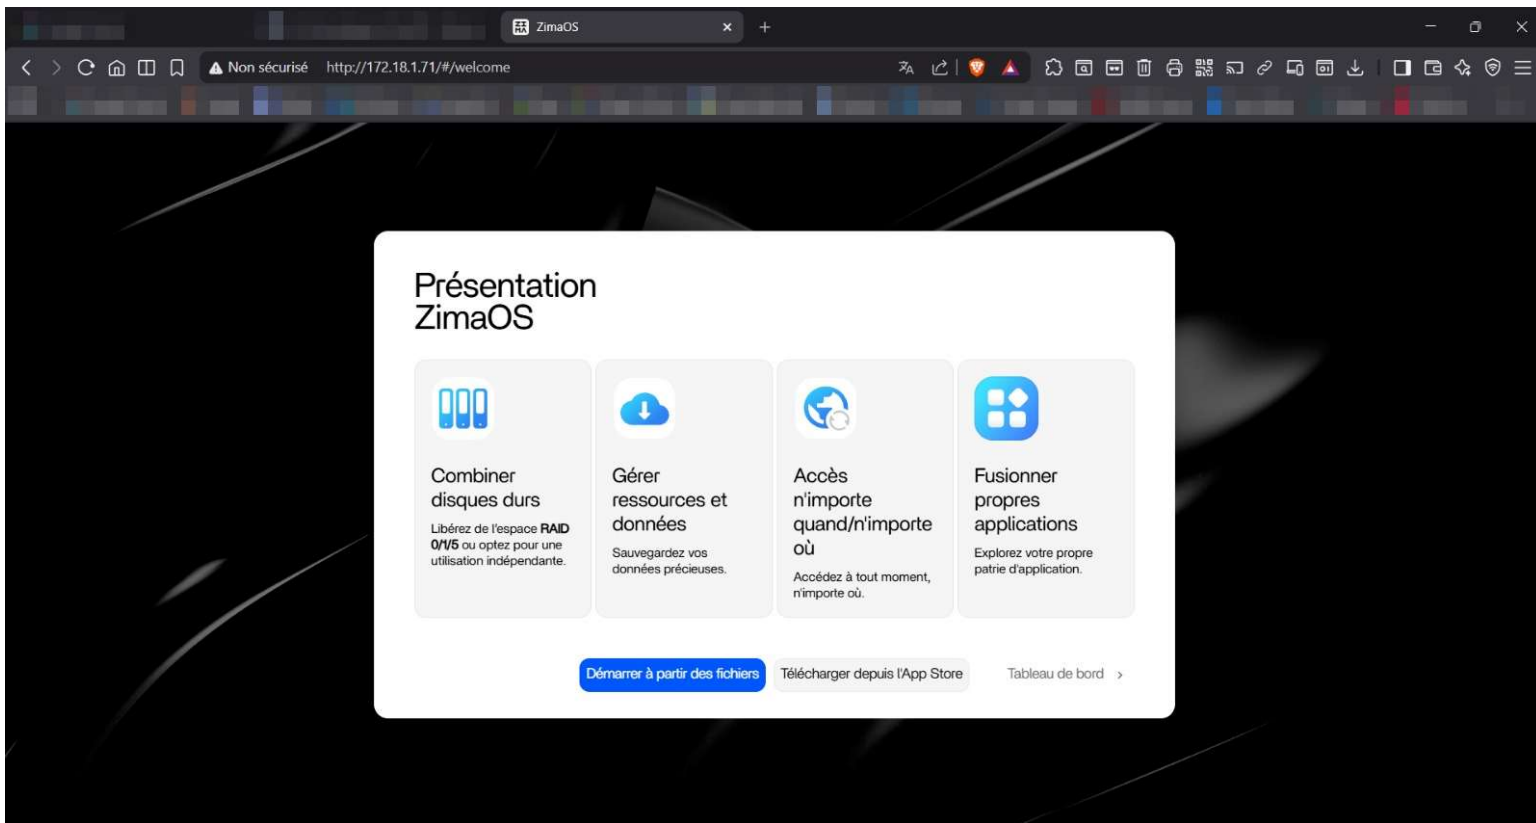 ZimaOS
Non sécurisé http://172.18.1.71/#/welcome
Présentation
ZimaOS
Combiner
disques durs
Libérez de l'espace RAID
0/1/5 ou optez pour une
utilisation indépendante.
Gérer
ressources et
données
Sauvegardez vos
données précieuses.
Accès
n'importe
quand/n'importe
où
Accédez à tout moment,
n'importe où.
Fusionner
propres
applications
Explorez votre propre
patrie d'application.
Démarrer à partir des fichiers
Télécharger depuis l'App Store
Tableau de bord